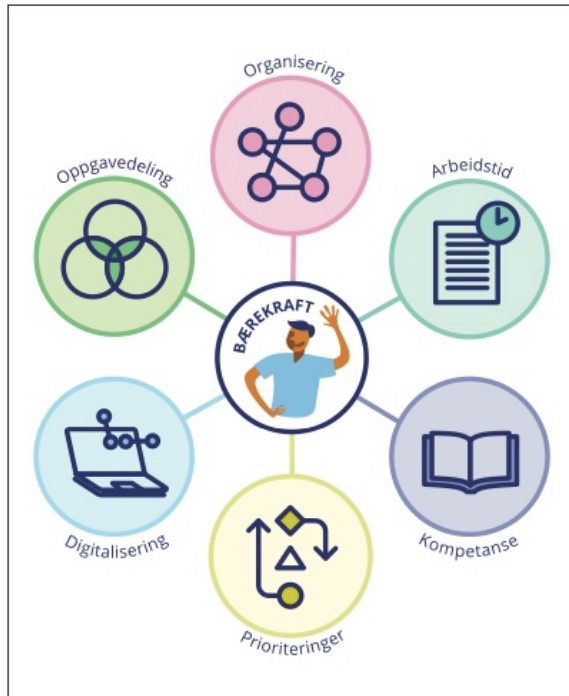 Organisering
Oppgavedeling
Arbeidstid
BÆREKRAFT
Digitalisering
Kompetanse
Prioriteringer